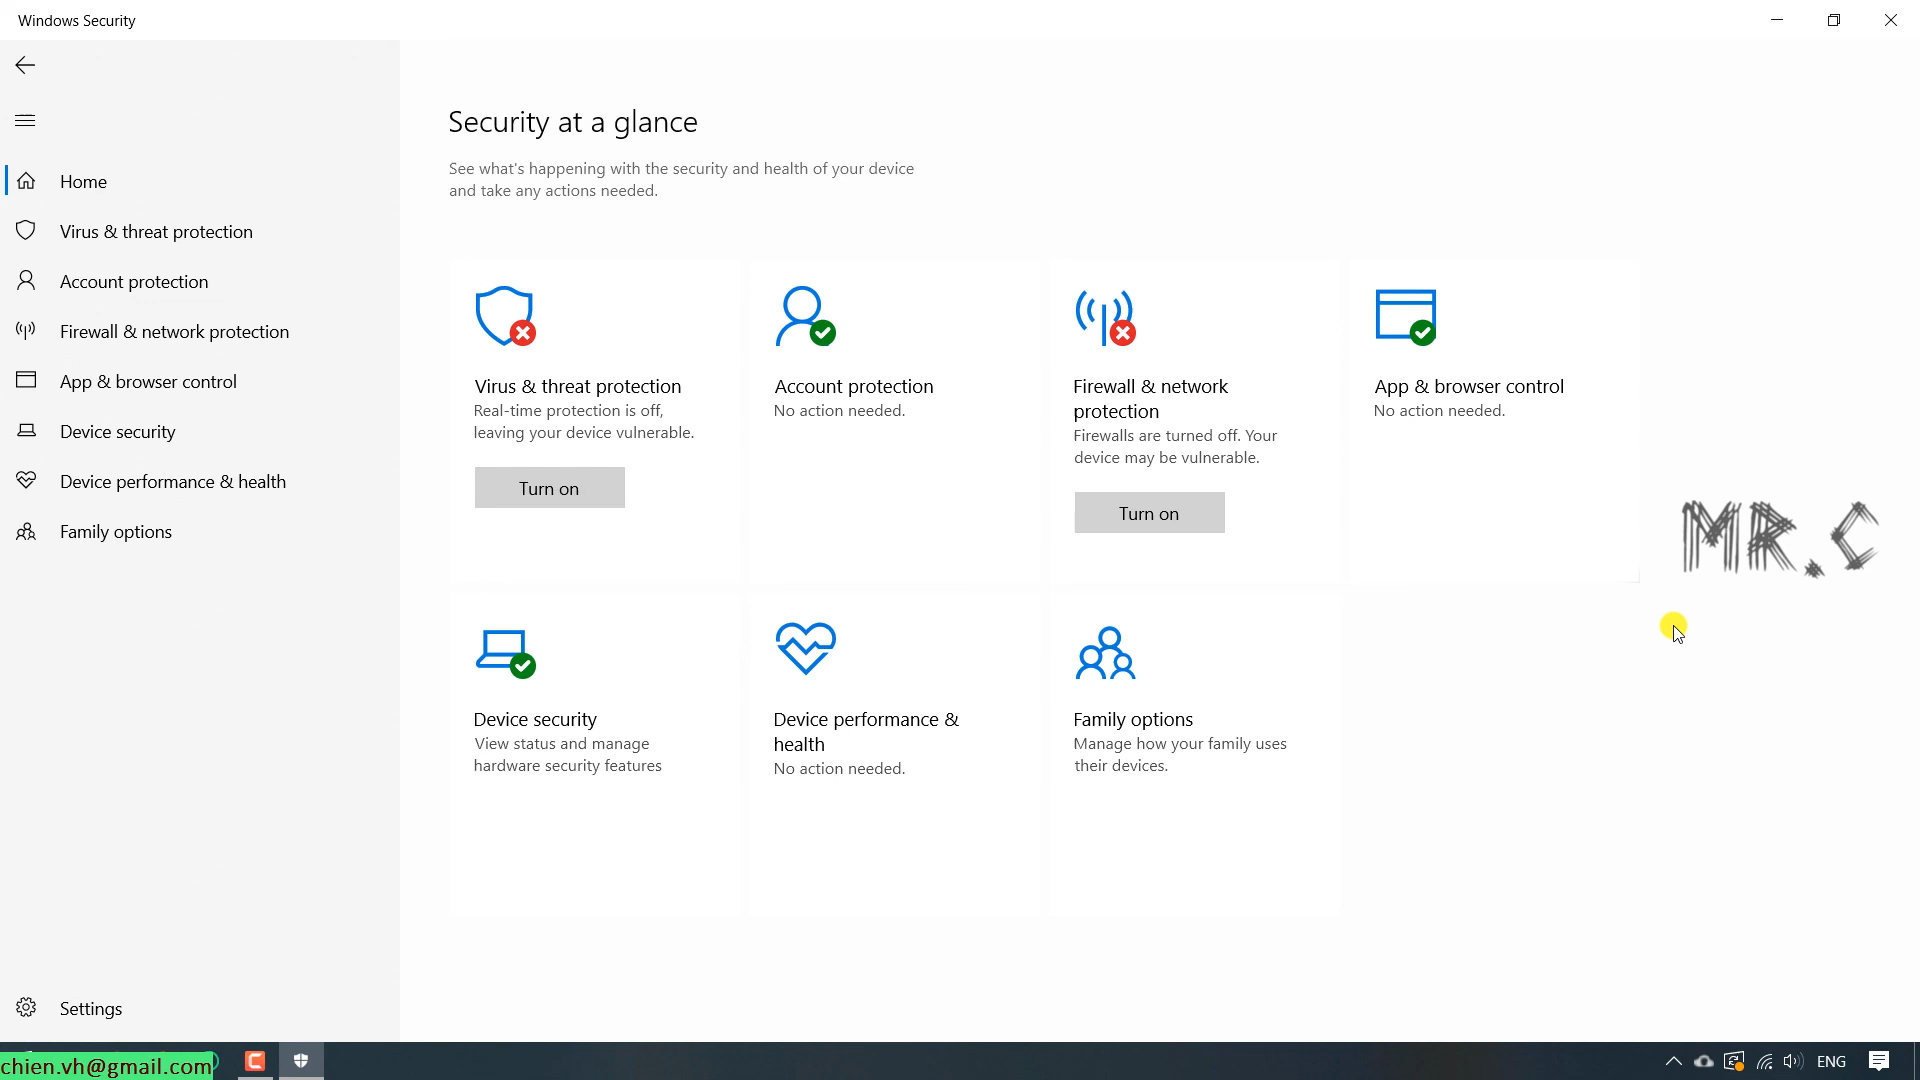 Windows Security
Home
Virus & threat protection
Account protection
Firewall & network protection
App & browser control
Device security
Device performance & health
Family options
Settings
Security at a glance
See what's happening with the security and health of your device
and take any actions needed.
Virus & threat protection
Real-time protection is off,
leaving your device vulnerable.
Turn on
Account protection
No action needed.
Firewall & network
protection
Firewalls are turned off. Your
device may be vulnerable.
Turn on
App & browser control
No action needed.
Device security
View status and manage
hardware security features
Device performance &
health
No action needed.
Family options
Manage how your family uses
their devices.
MR.C
chien.vh@gmail.com
ENG